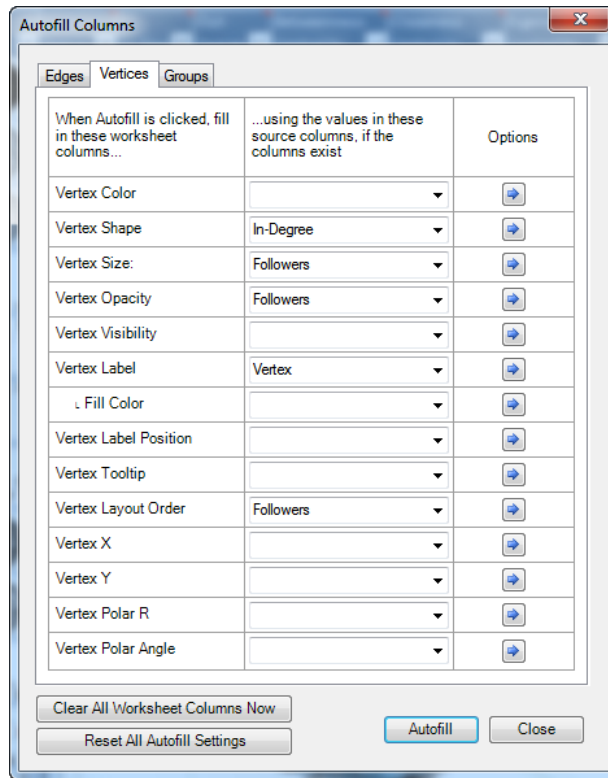 Autofill Columns
Edges Vertices Groups
When Autofill is clicked, fill
in these worksheet
columns...
...using the values in these
source columns, if the
columns exist
Options
Vertex Color
Vertex Shape In-Degree
Vertex Size: Followers
Vertex Opacity Followers
Vertex Visibility
Vertex Label Vertex
Fill Color
Vertex Label Position
Vertex Tooltip
Vertex Layout Order Followers
Vertex X
Vertex Y
Vertex Polar R
Vertex Polar Angle
Clear All Worksheet Columns Now
Reset All Autofill Settings
Autofill Close